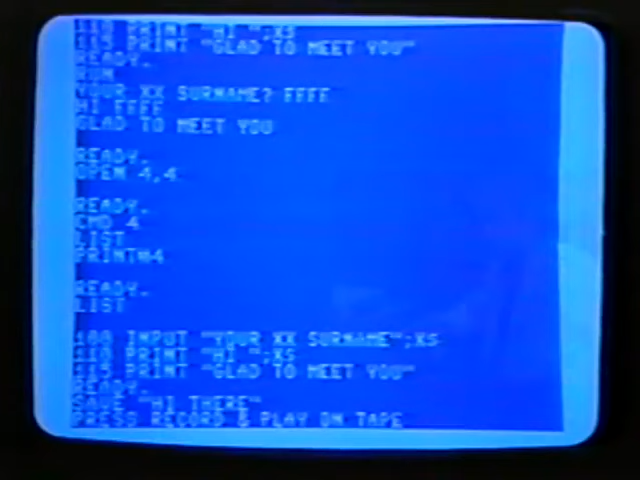 110 PRINT "HI ";X$
115 PRINT "GLAD TO MEET YOU"
READY.
RUN
YOUR XX SURNAME? FFFF
HI FFFF
GLAD TO MEET YOU
READY.
OPEN 4,4
READY.
CMD 4
LIST
PRINT#4
READY.
LIST
100 INPUT "YOUR XX SURNAME";X$
110 PRINT "HI ";X$
115 PRINT "GLAD TO MEET YOU"
READY.
SAVE "HI THERE"
PRESS RECORD & PLAY ON TAPE